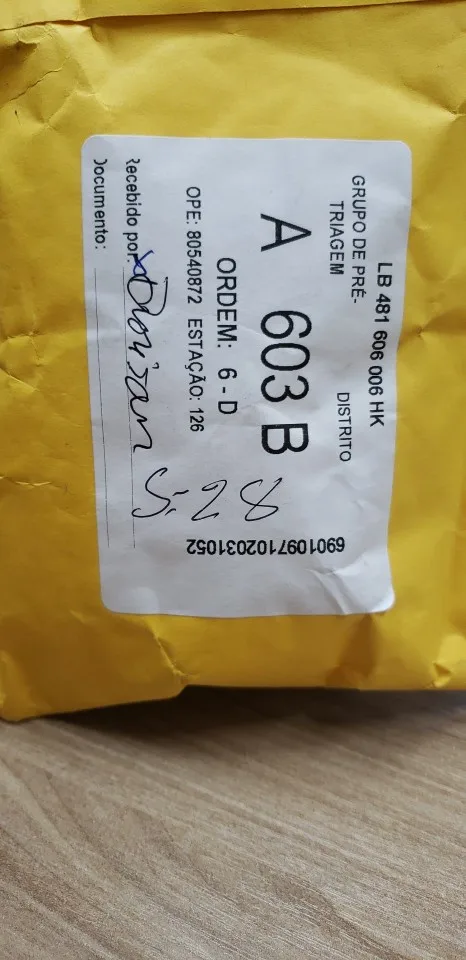 LB 481 606 006 HK
GRUPO DE PRÉ-
TRIAGEM
DISTRITO
A 603 B
ORDEM: 6 - D
OPE: 80540872 ESTAÇÃO: 126
Recebido por:
Documento:
S-28
6901097102031052